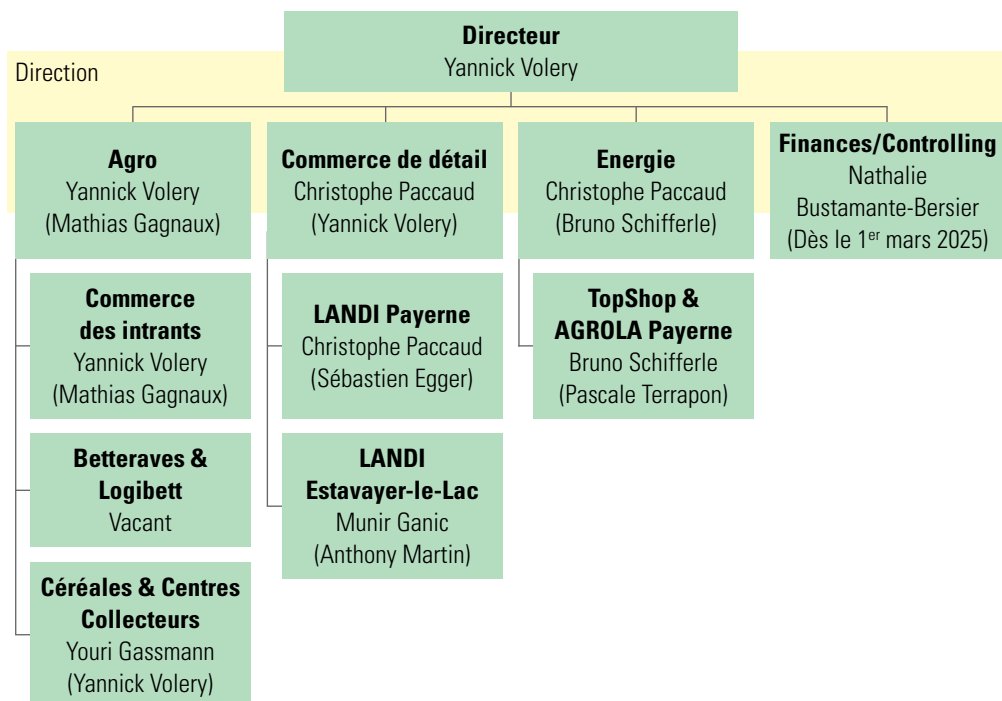 Directeur
Yannick Volery
Direction
Agro
Yannick Volery
(Mathias Gagnaux)
Commerce de détail
Christophe Paccaud
(Yannick Volery)
Energie
Christophe Paccaud
(Bruno Schifferle)
Finances/Controlling
Nathalie
Bustamante-Bersier
(Dès le 1er mars 2025)
Commerce
des intrants
Yannick Volery
(Mathias Gagnaux)
LANDI Payerne
Christophe Paccaud
(Sébastien Egger)
TopShop &
AGROLA Payerne
Bruno Schifferle
(Pascale Terrapon)
Betteraves &
Logibett
Vacant
LANDI
Estavayer-le-Lac
Munir Ganic
(Anthony Martin)
Céréales & Centres
Collecteurs
Youri Gassmann
(Yannick Volery)